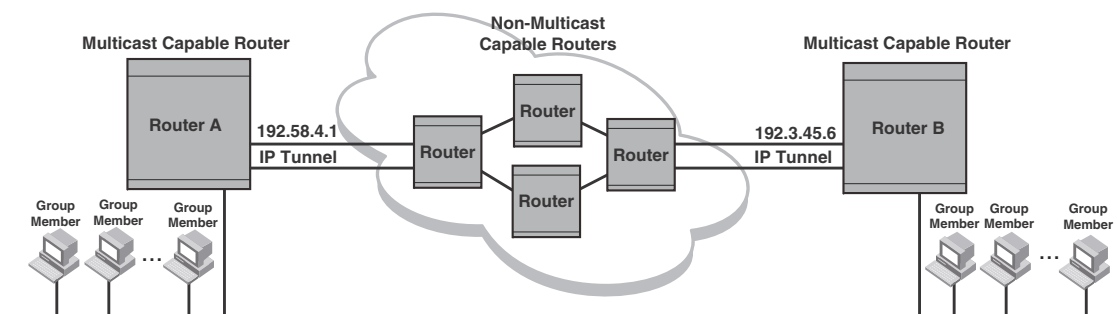 Non-Multicast
Capable Routers
Multicast Capable Router
Multicast Capable Router
Router A
192.58.4.1
IP Tunnel
Router
Router
Router
Router
192.3.45.6
IP Tunnel
Router B
Group
Member
Group
Member
Group
Member
...
Group
Member
Group
Member
Group
Member
...